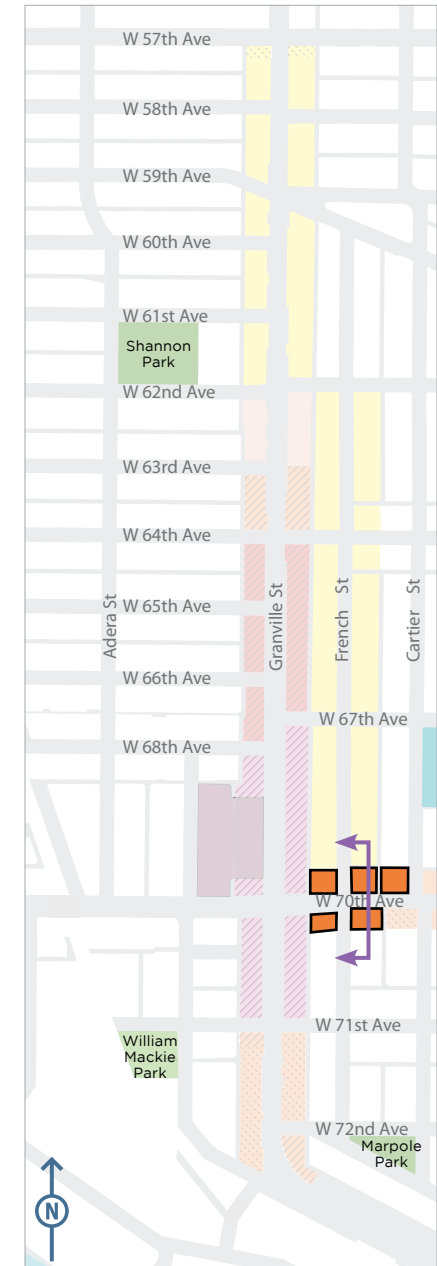 W 57th Ave
W 58th Ave
W 59th Ave
W 60th Ave
W 61st Ave
Shannon
Park
W 62nd Ave
W 63rd Ave
W 64th Ave
Adera St
Granville St
French St
Cartier St
W 65th Ave
W 66th Ave
W 67th Ave
W 68th Ave
W 70th Ave
W 71st Ave
William
Mackie
Park
W 72nd Ave
Marpole
Park
N